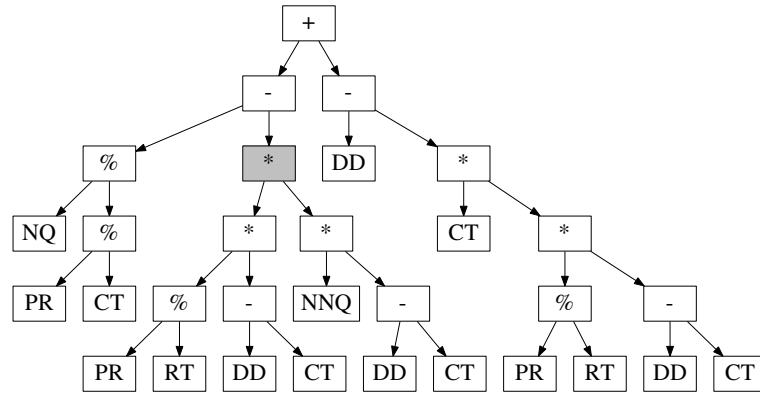 +
- -
% * DD *
NQ % * * CT *
PR CT % - NNQ - % -
PR RT DD CT DD CT PR RT DD CT